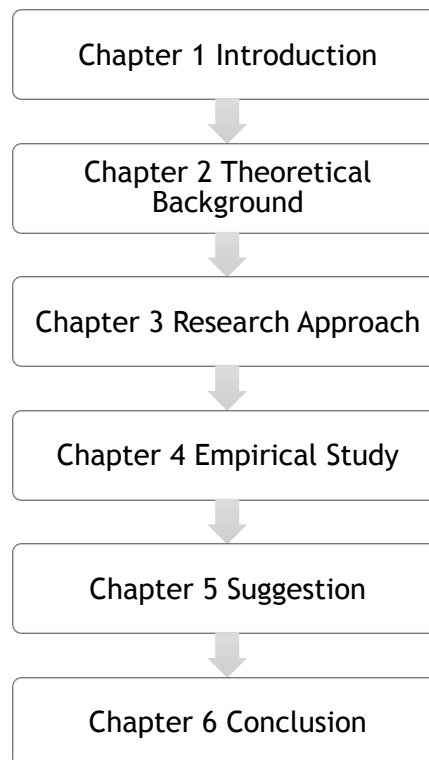 Chapter 1 Introduction
Chapter 2 Theoretical
Background
Chapter 3 Research Approach
Chapter 4 Empirical Study
Chapter 5 Suggestion
Chapter 6 Conclusion